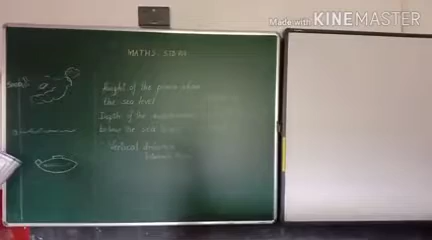 Made with KINEMASTER
MATHS STD
Height of the plane above
the sea level
Depth of the
below the sea level
Vertical distance
between